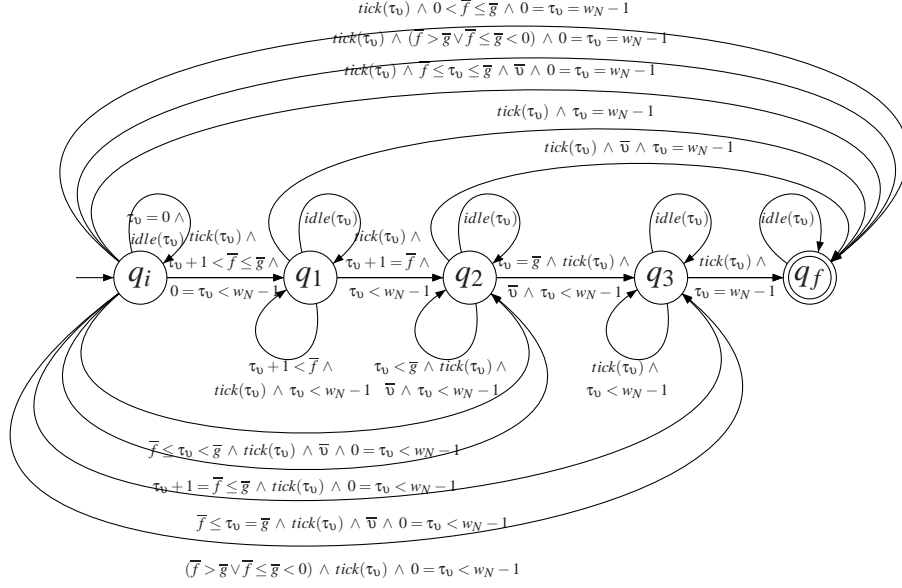 tick(τ_υ) ∧ 0 < f̅ ≤ g̅ ∧ 0 = τ_υ = w_N − 1
tick(τ_υ) ∧ (f̅ > g̅ ∨ f̅ ≤ g̅ < 0) ∧ 0 = τ_υ = w_N − 1
tick(τ_υ) ∧ f̅ ≤ τ_υ ≤ g̅ ∧ υ̅ ∧ 0 = τ_υ = w_N − 1
tick(τ_υ) ∧ τ_υ = w_N − 1
tick(τ_υ) ∧ υ̅ ∧ τ_υ = w_N − 1
τ_υ = 0 ∧
idle(τ_υ)
idle(τ_υ)
idle(τ_υ)
idle(τ_υ)
idle(τ_υ)
tick(τ_υ) ∧
τ_υ + 1 < f̅ ≤ g̅ ∧
0 = τ_υ < w_N − 1
tick(τ_υ) ∧
τ_υ + 1 = f̅ ∧
τ_υ < w_N − 1
τ_υ = g̅ ∧ tick(τ_υ) ∧
υ̅ ∧ τ_υ < w_N − 1
tick(τ_υ) ∧
τ_υ = w_N − 1
q_i
q_1
q_2
q_3
q_f
τ_υ + 1 < f̅ ∧
tick(τ_υ) ∧ τ_υ < w_N − 1
τ_υ < g̅ ∧ tick(τ_υ) ∧
υ̅ ∧ τ_υ < w_N − 1
tick(τ_υ) ∧
τ_υ < w_N − 1
f̅ ≤ τ_υ < g̅ ∧ tick(τ_υ) ∧ υ̅ ∧ 0 = τ_υ < w_N − 1
τ_υ + 1 = f̅ ≤ g̅ ∧ tick(τ_υ) ∧ 0 = τ_υ < w_N − 1
f̅ ≤ τ_υ = g̅ ∧ tick(τ_υ) ∧ υ̅ ∧ 0 = τ_υ < w_N − 1
(f̅ > g̅ ∨ f̅ ≤ g̅ < 0) ∧ tick(τ_υ) ∧ 0 = τ_υ < w_N − 1